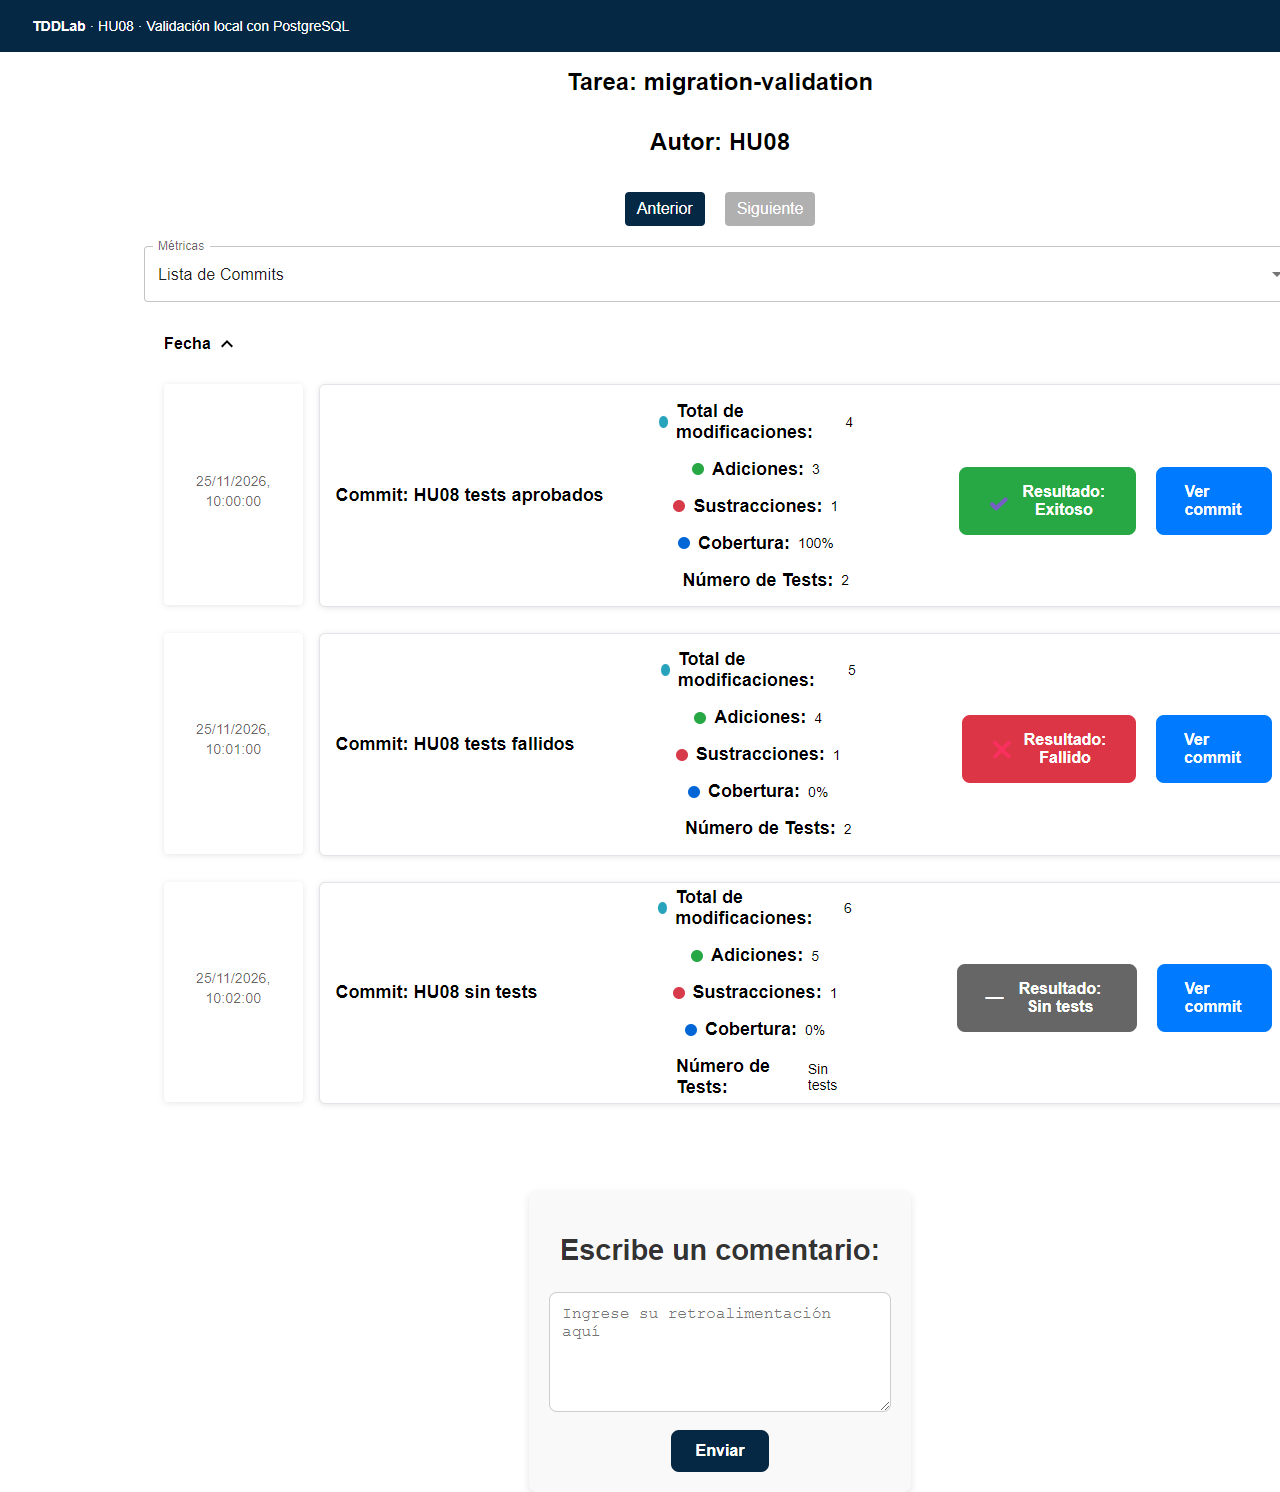 TDDLab · HU08 · Validación local con PostgreSQL
Tarea: migration-validation
Autor: HU08
Anterior
Siguiente
Métricas
Lista de Commits
Fecha
25/11/2026,
10:00:00
Commit: HU08 tests aprobados
Total de
modificaciones:
4
Adiciones: 3
Sustracciones: 1
Cobertura: 100%
Número de Tests: 2
Resultado:
Exitoso
Ver
commit
25/11/2026,
10:01:00
Commit: HU08 tests fallidos
Total de
modificaciones:
5
Adiciones: 4
Sustracciones: 1
Cobertura: 0%
Número de Tests: 2
Resultado:
Fallido
Ver
commit
25/11/2026,
10:02:00
Commit: HU08 sin tests
Total de
modificaciones:
6
Adiciones: 5
Sustracciones: 1
Cobertura: 0%
Número de
Tests:
Sin
tests
Resultado:
Sin tests
Ver
commit
Escribe un comentario:
Ingrese su retroalimentación
aquí
Enviar